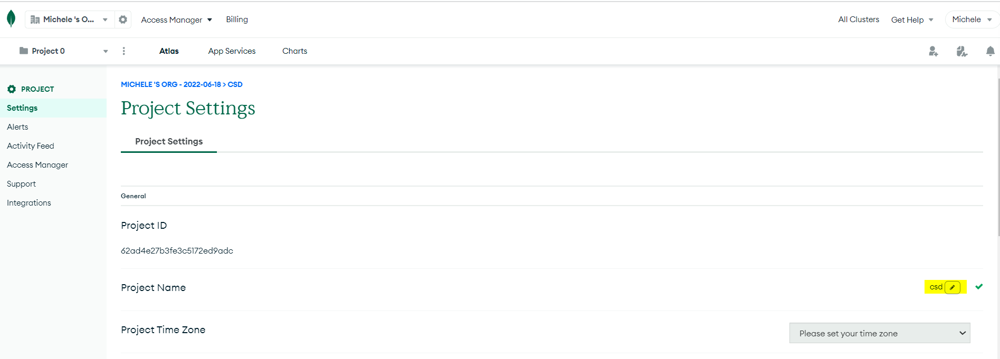 Michele 's O... Access Manager Billing All Clusters Get Help Michele
Project 0 Atlas App Services Charts
PROJECT
Settings
Alerts
Activity Feed
Access Manager
Support
Integrations
MICHELE 'S ORG - 2022-06-18 > CSD
Project Settings
Project Settings
General
Project ID
62ad4e27b3fe3c5172ed9adc
Project Name csd
Project Time Zone Please set your time zone